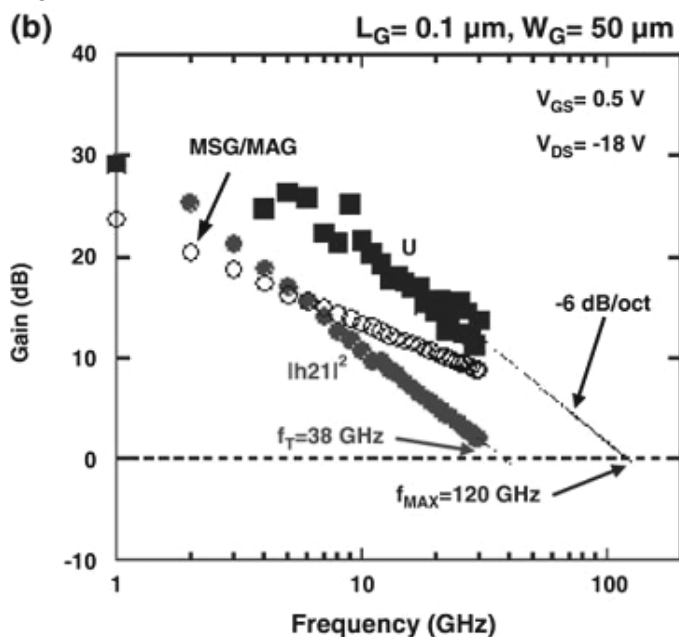 (b)
L_G= 0.1 µm, W_G= 50 µm
40
30
20
10
0
-10
Gain (dB)
V_GS= 0.5 V
V_DS= -18 V
MSG/MAG
U
-6 dB/oct
|h21|²
f_T=38 GHz
f_MAX=120 GHz
1
10
100
Frequency (GHz)